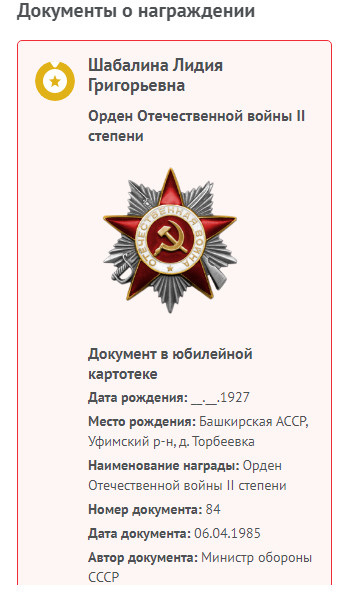 Документы о награждении
Шабалина Лидия
Григорьевна
Орден Отечественной войны II
степени
ОТЕЧЕСТВЕННАЯ ВОЙНА
Документ в юбилейной
картотеке
Дата рождения: __.__.1927
Место рождения: Башкирская АССР,
Уфимский р-н, д. Торбеевка
Наименование награды: Орден
Отечественной войны II степени
Номер документа: 84
Дата документа: 06.04.1985
Автор документа: Министр обороны
СССР